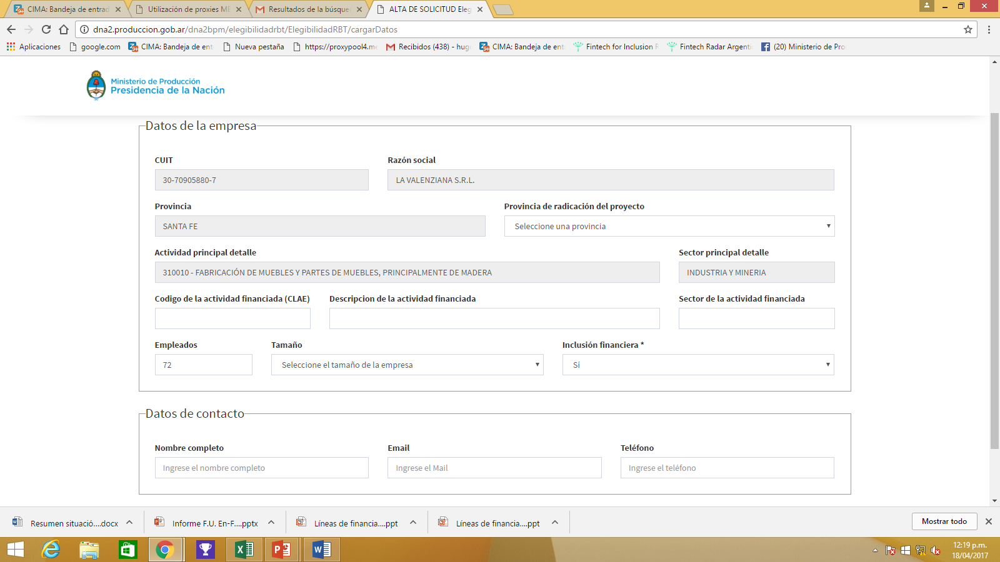 CIMA: Bandeja de entrad
Utilización de proxies ME
Resultados de la búsque
ALTA DE SOLICITUD Eleg
dna2.produccion.gob.ar/dna2bpm/elegibilidadrbt/ElegibilidadRBT/cargarDatos
Aplicaciones
google.com
CIMA: Bandeja de ent
Nueva pestaña
https://proxypool4.me
Recibidos (438) - hug
CIMA: Bandeja de ent
Fintech for Inclusion R
Fintech Radar Argenti
(20) Ministerio de Pro
Ministerio de Producción
Presidencia de la Nación
Datos de la empresa
CUIT
Razón social
30-70905880-7
LA VALENZIANA S.R.L.
Provincia
Provincia de radicación del proyecto
SANTA FE
Seleccione una provincia
Actividad principal detalle
Sector principal detalle
310010 - FABRICACIÓN DE MUEBLES Y PARTES DE MUEBLES, PRINCIPALMENTE DE MADERA
INDUSTRIA Y MINERIA
Codigo de la actividad financiada (CLAE)
Descripcion de la actividad financiada
Sector de la actividad financiada
Empleados
Tamaño
Inclusión financiera *
72
Seleccione el tamaño de la empresa
Sí
Datos de contacto
Nombre completo
Email
Teléfono
Ingrese el nombre completo
Ingrese el Mail
Ingrese el teléfono
Resumen situació....docx
Informe F.U. En-F....pptx
Líneas de financia....ppt
Líneas de financia....ppt
Mostrar todo
12:19 p.m.
18/04/2017